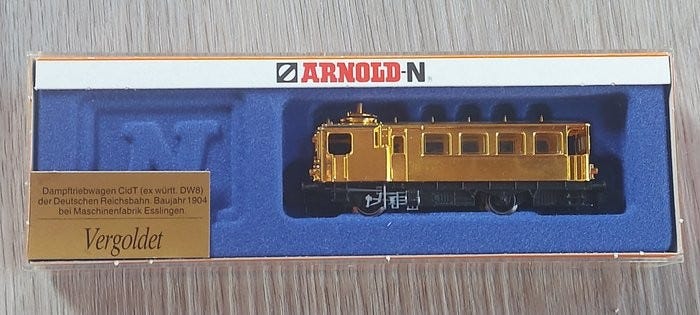 ARNOLD-N®
N
Dampftriebwagen CidT (ex württ. DW8)
der Deutschen Reichsbahn. Baujahr 1904
bei Maschinenfabrik Esslingen.
Vergoldet